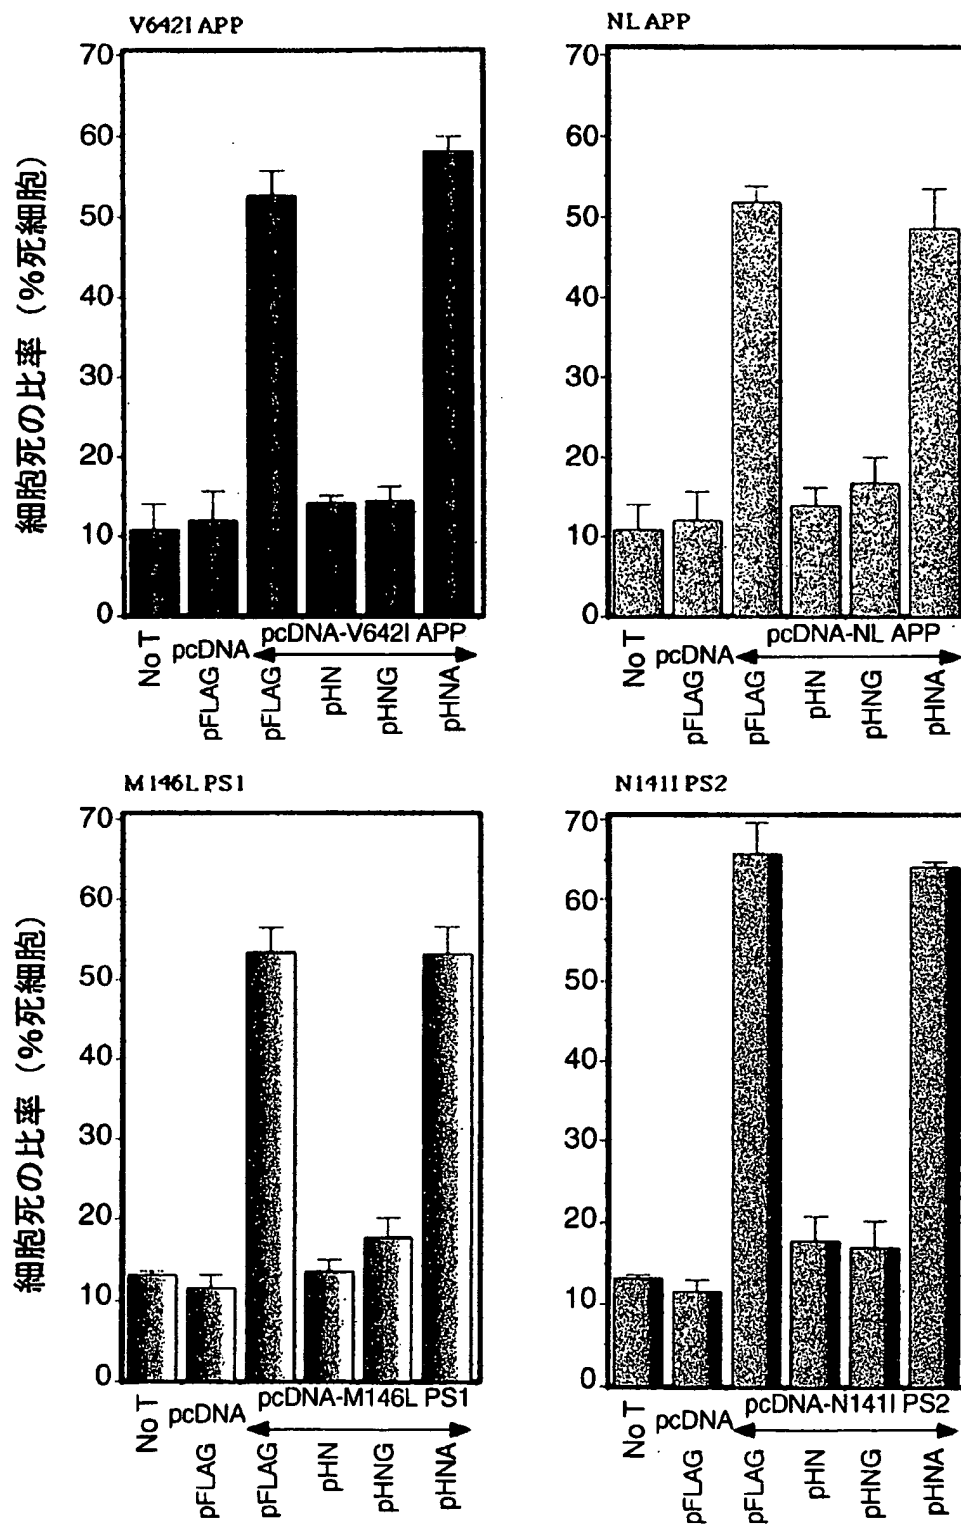 V642I APP
細胞死の比率 (%死細胞)
70
60
50
40
30
20
10
0
No T
pcDNA
pcDNA-V642I APP
pFLAG
pFLAG
pHN
pHNG
pHNA
NL APP
70
60
50
40
30
20
10
0
No T
pcDNA
pcDNA-NL APP
pFLAG
pFLAG
pHN
pHNG
pHNA
M146L PS1
細胞死の比率 (%死細胞)
70
60
50
40
30
20
10
0
No T
pcDNA
pcDNA-M146L PS1
pFLAG
pFLAG
pHN
pHNG
pHNA
N141I PS2
70
60
50
40
30
20
10
0
No T
pcDNA
pcDNA-N141I PS2
pFLAG
pFLAG
pHN
pHNG
pHNA